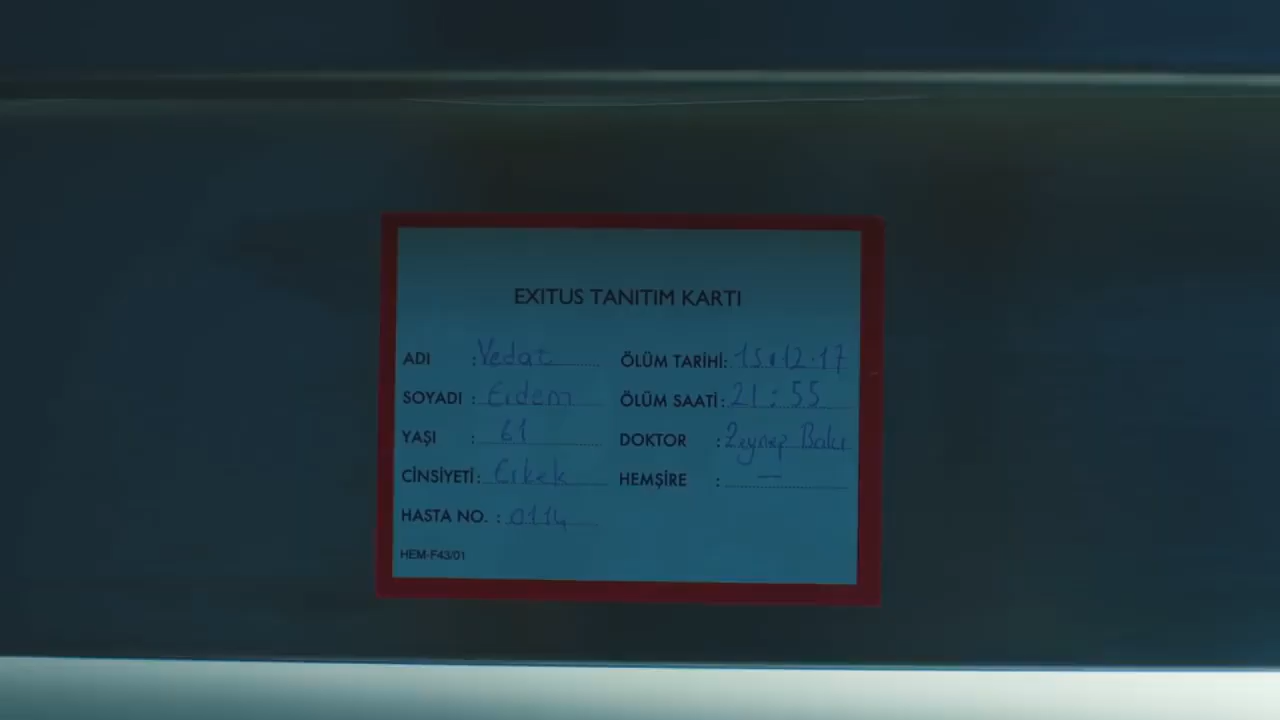 EXITUS TANITIM KARTI
ADI : Vedat ÖLÜM TARİHİ: 15.12.17
SOYADI : Erdem ÖLÜM SAATİ: 21:55
YAŞI : 61 DOKTOR : Zeynep Balcı
CİNSİYETİ: Erkek HEMŞİRE : —
HASTA NO. : 0114
HEM-F43/01